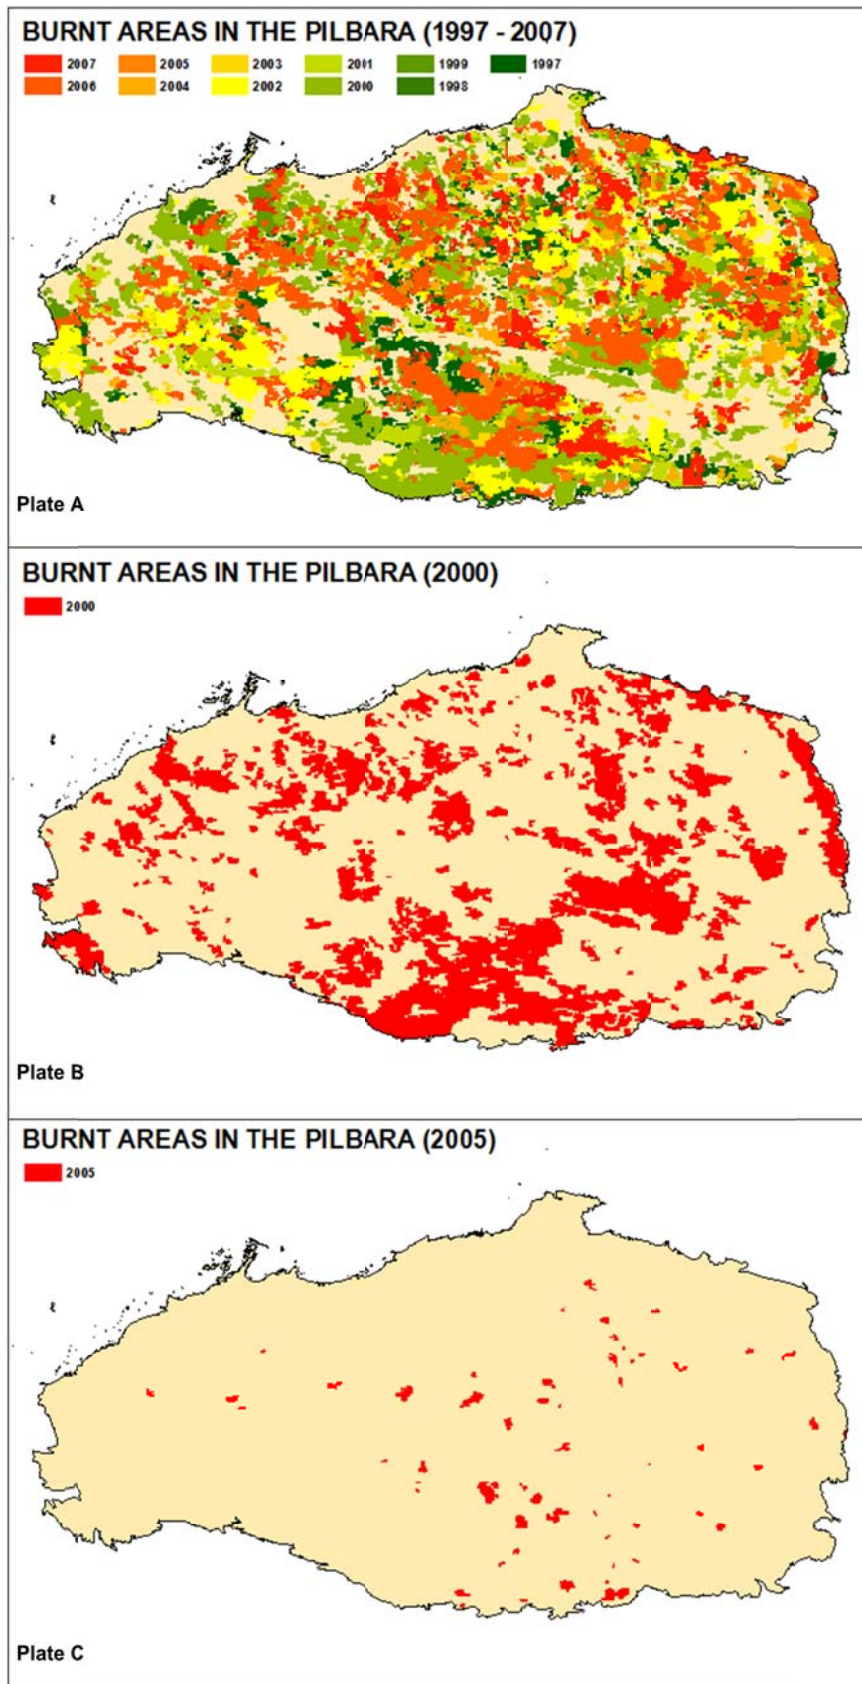 BURNT AREAS IN THE PILBARA (1997 - 2007)
2007 2005 2003 2001 1999 1997
2006 2004 2002 2000 1998
Plate A
BURNT AREAS IN THE PILBARA (2000)
2000
Plate B
BURNT AREAS IN THE PILBARA (2005)
2005
Plate C